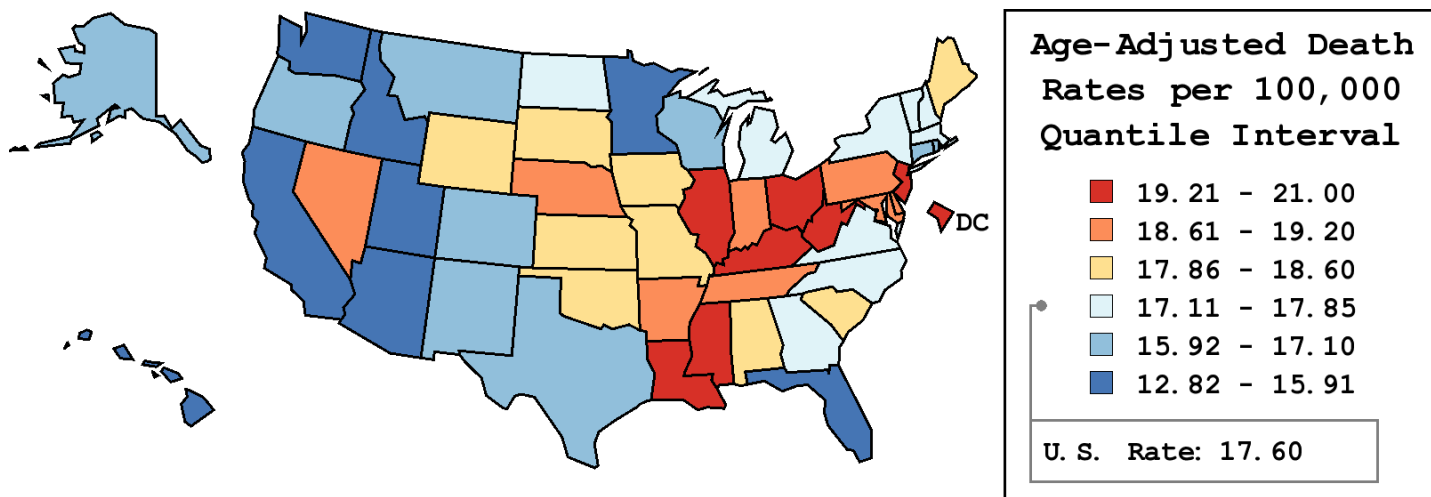 Age-Adjusted Death
Rates per 100,000
Quantile Interval
19.21 - 21.00
18.61 - 19.20
17.86 - 18.60
17.11 - 17.85
15.92 - 17.10
12.82 - 15.91
U.S. Rate: 17.60
DC